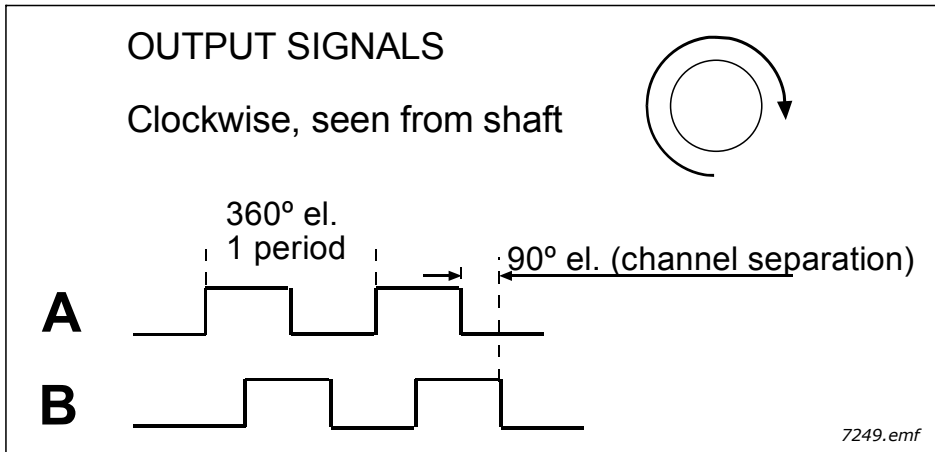 OUTPUT SIGNALS
Clockwise, seen from shaft
360º el.
1 period
90º el. (channel separation)
A
B
7249.emf